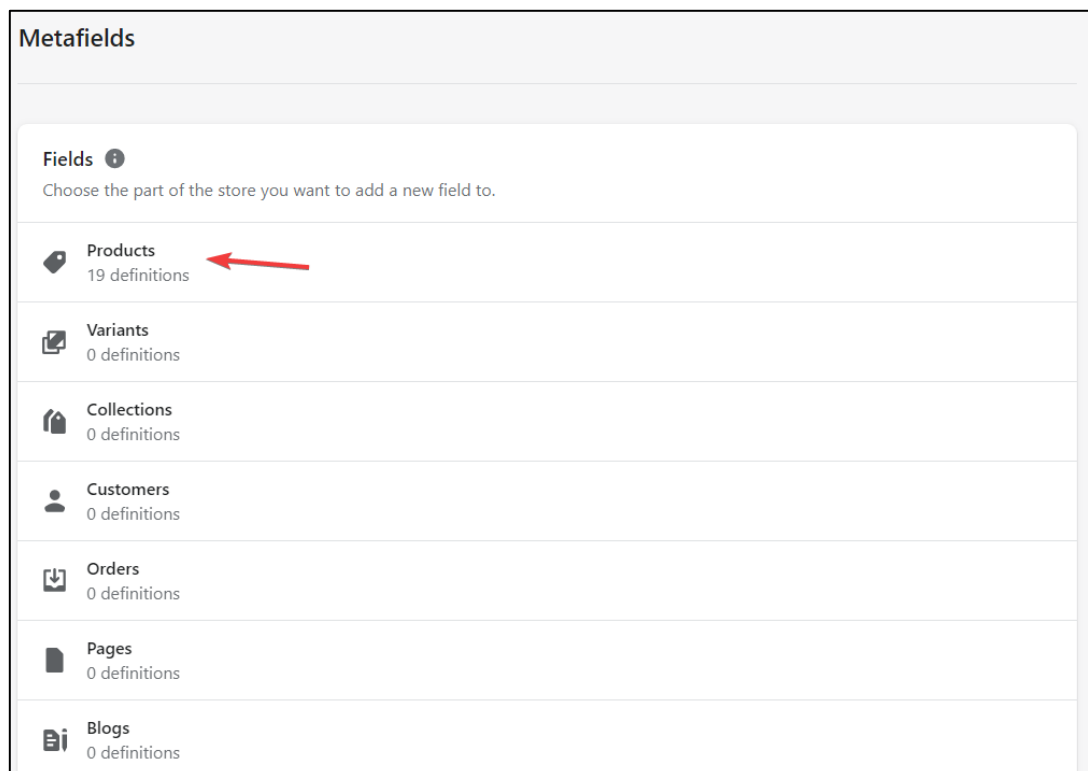 Metafields
Fields
Choose the part of the store you want to add a new field to.
Products
19 definitions
Variants
0 definitions
Collections
0 definitions
Customers
0 definitions
Orders
0 definitions
Pages
0 definitions
Blogs
0 definitions